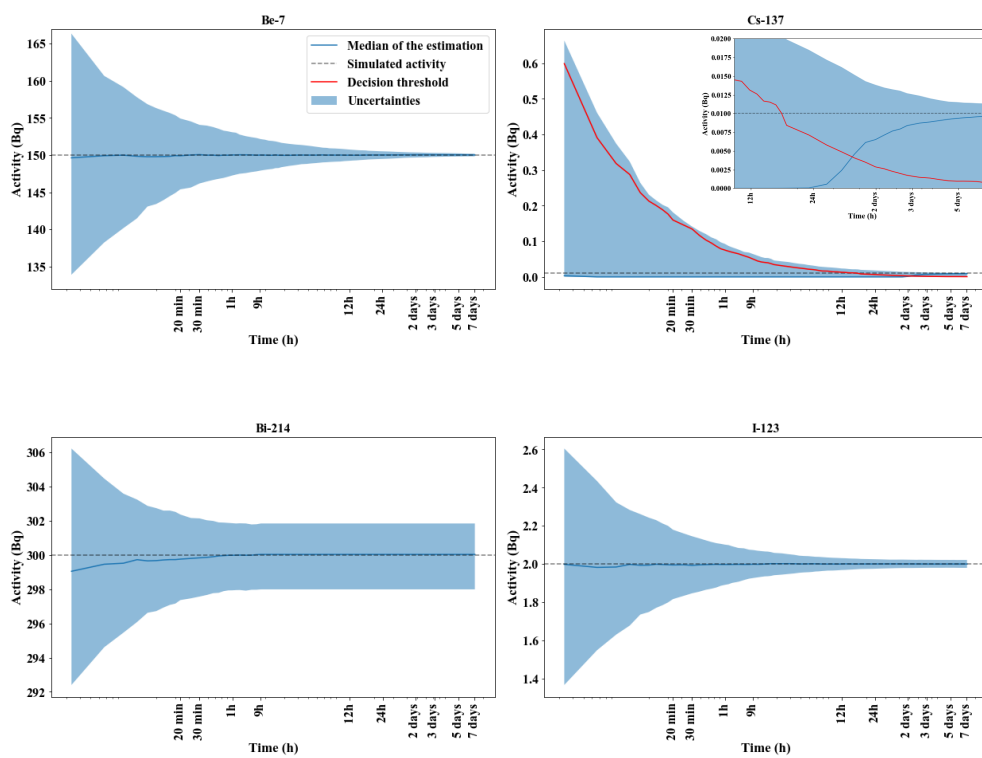 Be-7
Activity (Bq)
165
160
155
150
145
140
135
Median of the estimation
Simulated activity
Decision threshold
Uncertainties
20 min
30 min
1h
9h
12h
24h
2 days
3 days
5 days
7 days
Time (h)
Cs-137
Activity (Bq)
0.6
0.5
0.4
0.3
0.2
0.1
0.0
Activity (Bq)
0.0200
0.0175
0.0150
0.0125
0.0100
0.0075
0.0050
0.0025
0.0000
12h
24h
2 days
3 days
5 days
Time (h)
20 min
30 min
1h
9h
12h
24h
2 days
3 days
5 days
7 days
Time (h)
Bi-214
Activity (Bq)
306
304
302
300
298
296
294
292
20 min
30 min
1h
9h
12h
24h
2 days
3 days
5 days
7 days
Time (h)
I-123
Activity (Bq)
2.6
2.4
2.2
2.0
1.8
1.6
1.4
20 min
30 min
1h
9h
12h
24h
2 days
3 days
5 days
7 days
Time (h)